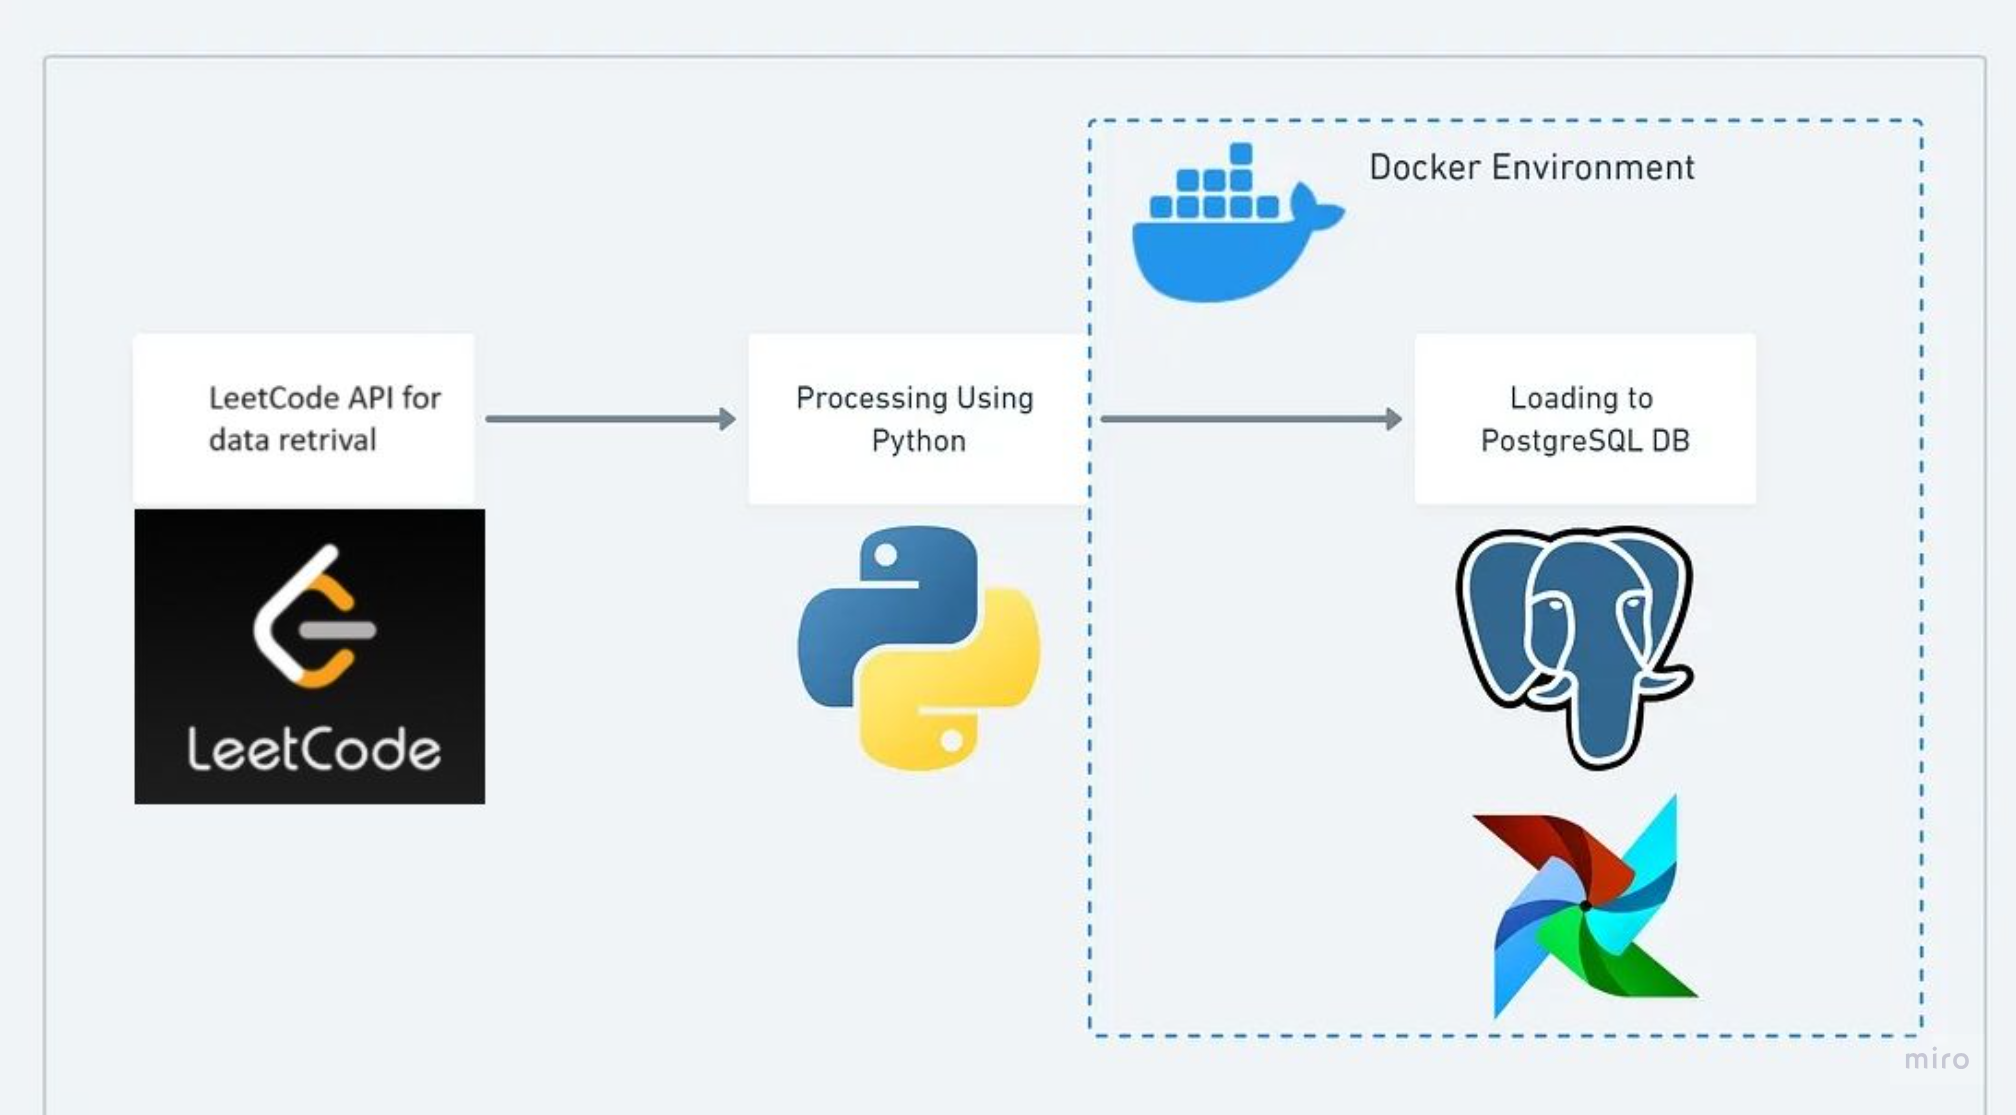 Docker Environment
LeetCode API for
data retrival
Processing Using
Python
Loading to
PostgreSQL DB
LeetCode
miro